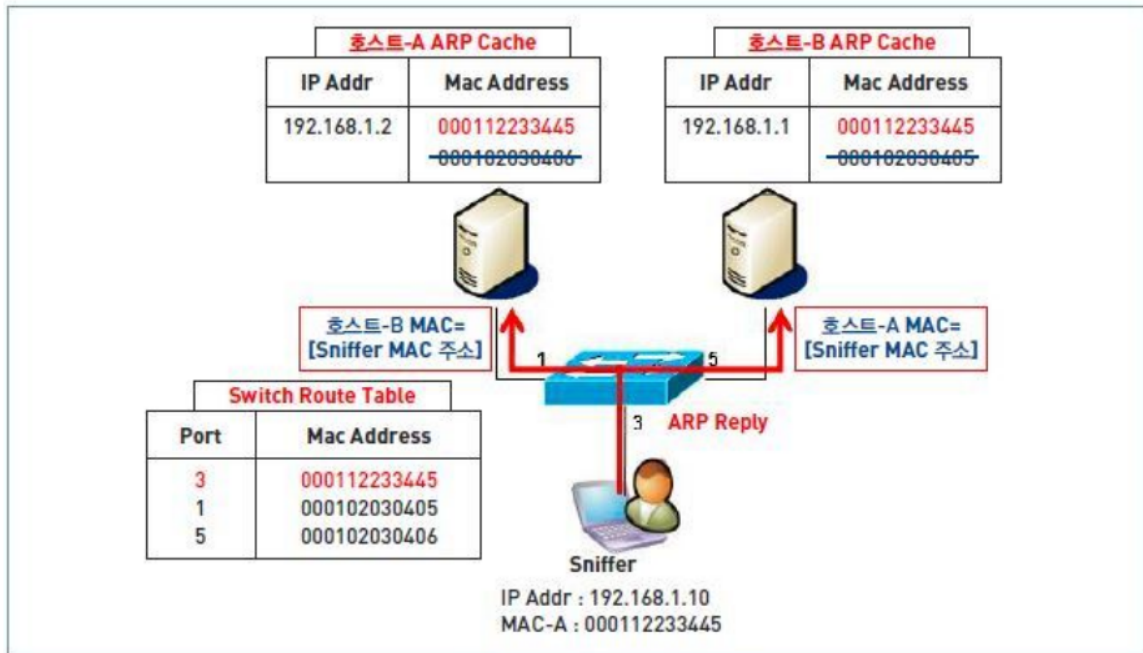 호스트-A ARP Cache
IP Addr Mac Address
192.168.1.2 000112233445
000102030406
호스트-B ARP Cache
IP Addr Mac Address
192.168.1.1 000112233445
000102030405
호스트-B MAC=
[Sniffer MAC 주소]
호스트-A MAC=
[Sniffer MAC 주소]
1
5
3
ARP Reply
Switch Route Table
Port Mac Address
3 000112233445
1 000102030405
5 000102030406
Sniffer
IP Addr : 192.168.1.10
MAC-A : 000112233445